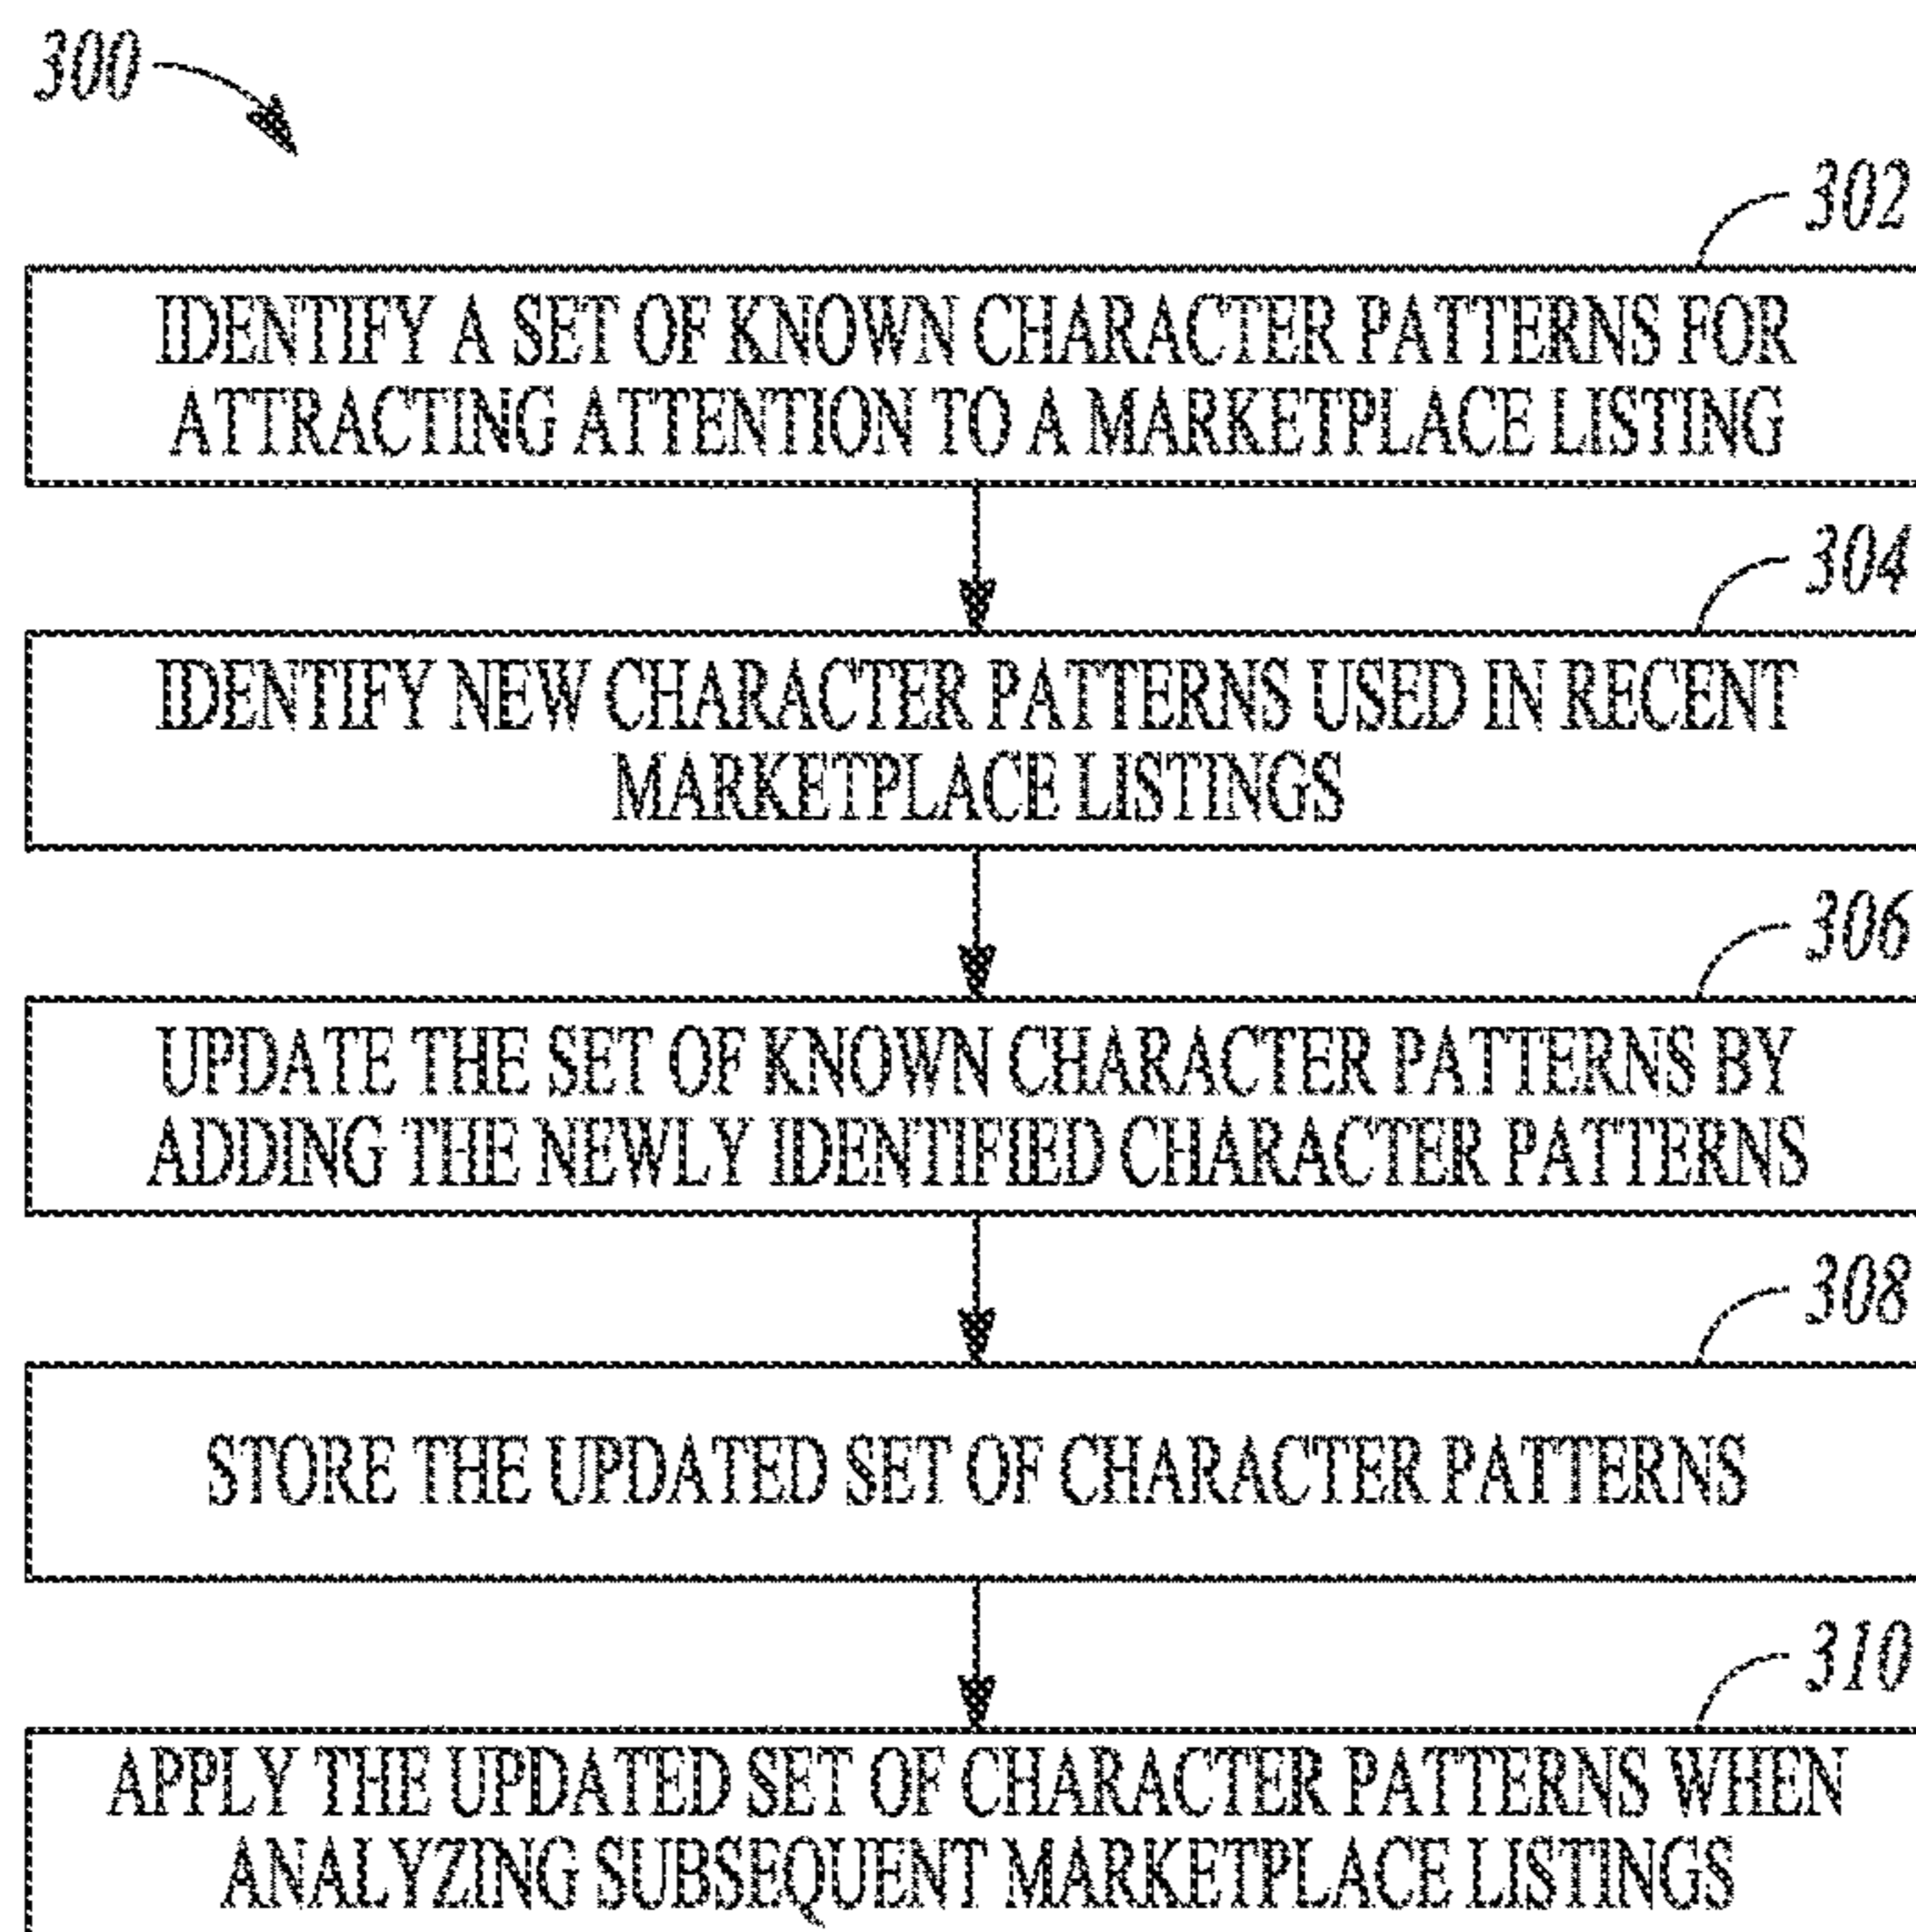 300
302
IDENTIFY A SET OF KNOWN CHARACTER PATTERNS FOR
ATTRACTING ATTENTION TO A MARKETPLACE LISTING
304
IDENTIFY NEW CHARACTER PATTERNS USED IN RECENT
MARKETPLACE LISTINGS
306
UPDATE THE SET OF KNOWN CHARACTER PATTERNS BY
ADDING THE NEWLY IDENTIFIED CHARACTER PATTERNS
308
STORE THE UPDATED SET OF CHARACTER PATTERNS
310
APPLY THE UPDATED SET OF CHARACTER PATTERNS WHEN
ANALYZING SUBSEQUENT MARKETPLACE LISTINGS